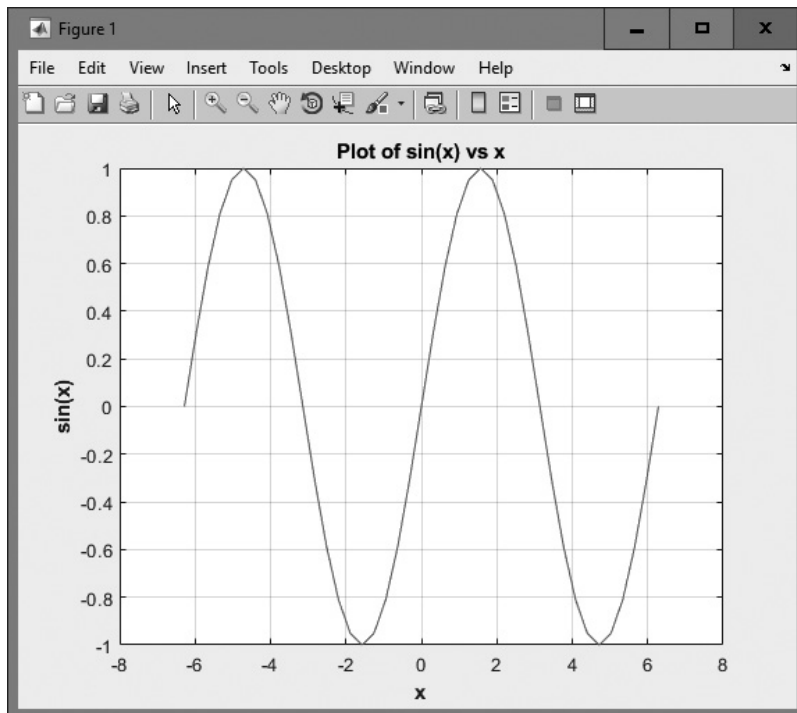 Figure 1
File Edit View Insert Tools Desktop Window Help
Plot of sin(x) vs x
1
0.8
0.6
0.4
0.2
0
-0.2
-0.4
-0.6
-0.8
-1
sin(x)
-8 -6 -4 -2 0 2 4 6 8
x